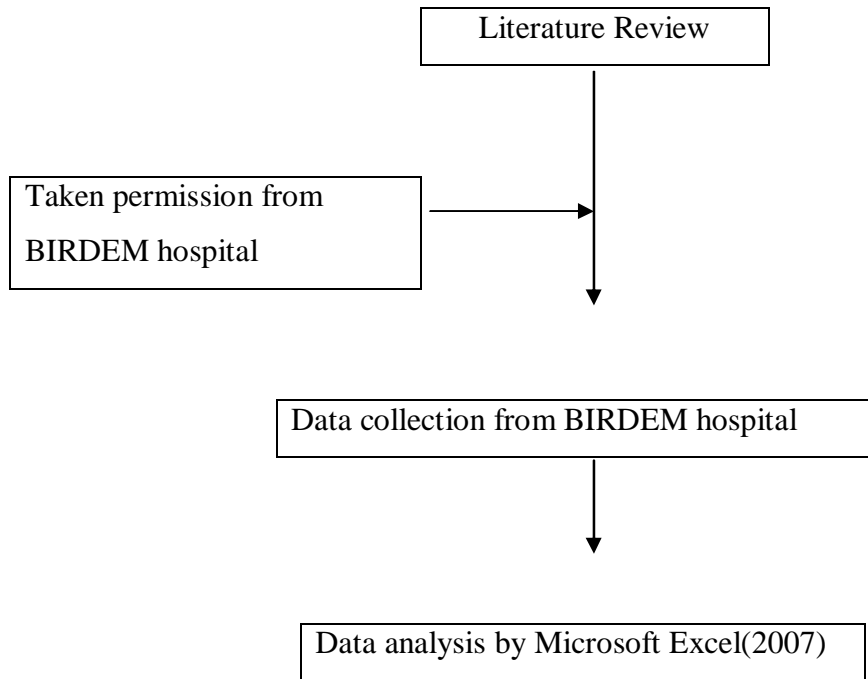 Literature Review
Taken permission from
BIRDEM hospital
Data collection from BIRDEM hospital
Data analysis by Microsoft Excel(2007)